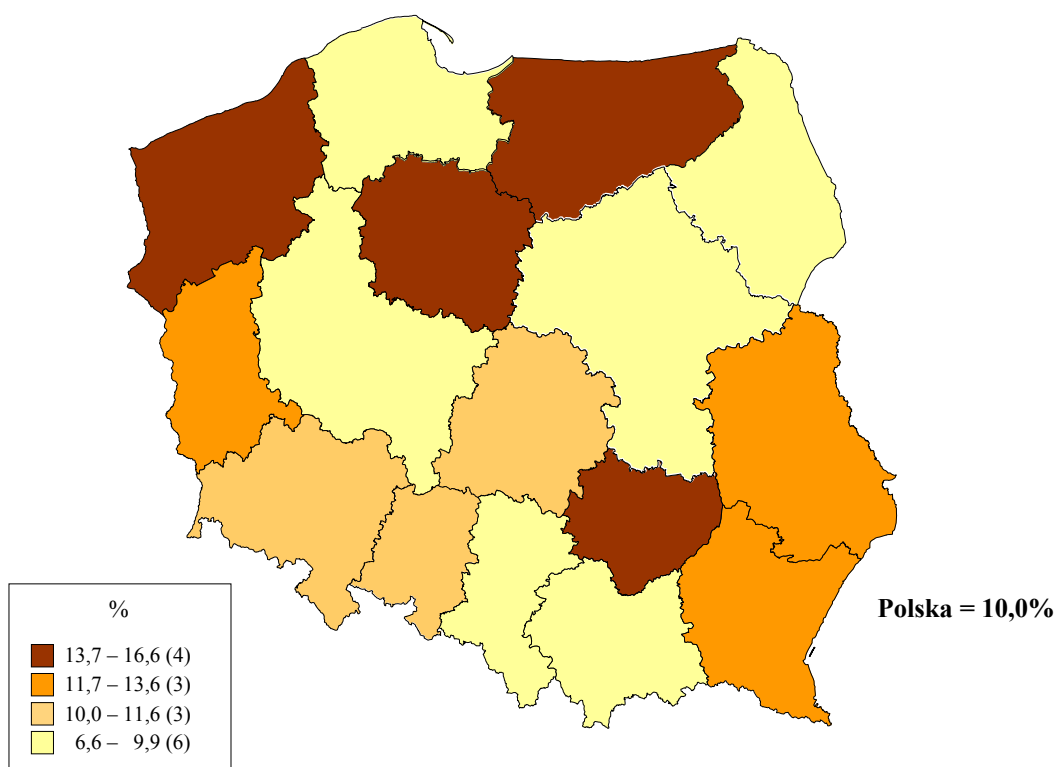 Polska = 10,0%
%
13,7 – 16,6 (4)
11,7 – 13,6 (3)
10,0 – 11,6 (3)
6,6 – 9,9 (6)